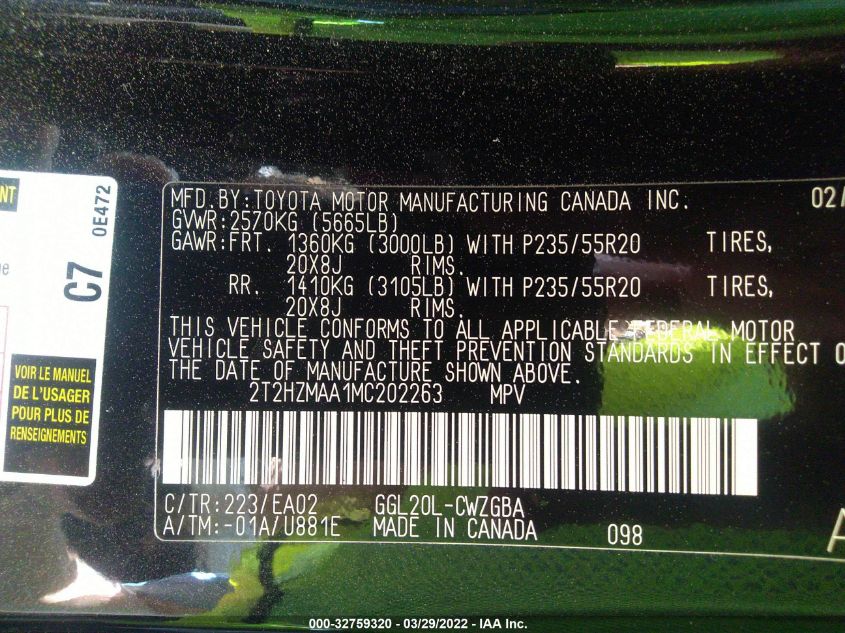 NT
0E472
C7
VOIR LE MANUEL
DE L'USAGER
POUR PLUS DE
RENSEIGNEMENTS
MFD.BY:TOYOTA MOTOR MANUFACTURING CANADA INC. 02/
GVWR:2570KG (5665LB)
GAWR:FRT. 1360KG (3000LB) WITH P235/55R20 TIRES,
20X8J RIMS.
RR. 1410KG (3105LB) WITH P235/55R20 TIRES,
20X8J RIMS.
THIS VEHICLE CONFORMS TO ALL APPLICABLE FEDERAL MOTOR
VEHICLE SAFETY AND THEFT PREVENTION STANDARDS IN EFFECT O
THE DATE OF MANUFACTURE SHOWN ABOVE.
2T2HZMAA1MC202263 MPV
C/TR:223/EA02 GGL20L-CWZGBA
A/TM:-01A/U881E MADE IN CANADA 098
A
000-32759320 - 03/29/2022 - IAA Inc.